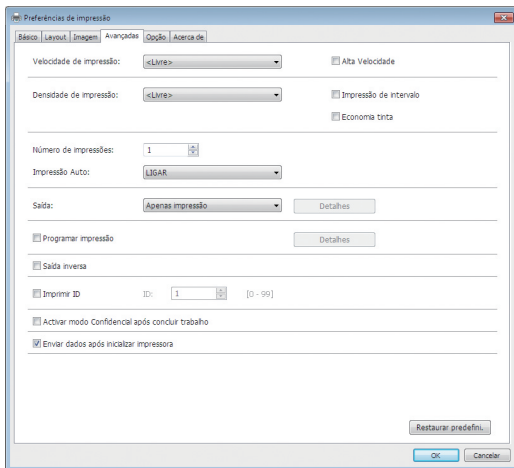 Preferências de impressão
Básico Layout Imagem Avançadas Opção Acerca de
Velocidade de impressão: <Livre> Alta Velocidade
Densidade de impressão: <Livre> Impressão de intervalo
Economia tinta
Número de impressões: 1
Impressão Auto: LIGAR
Saída: Apenas impressão Detalhes
Programar impressão Detalhes
Saída inversa
Imprimir ID ID: 1 [0 - 99]
Activar modo Confidencial após concluir trabalho
Enviar dados após inicializar impressora
Restaurar predefini.
OK Cancelar